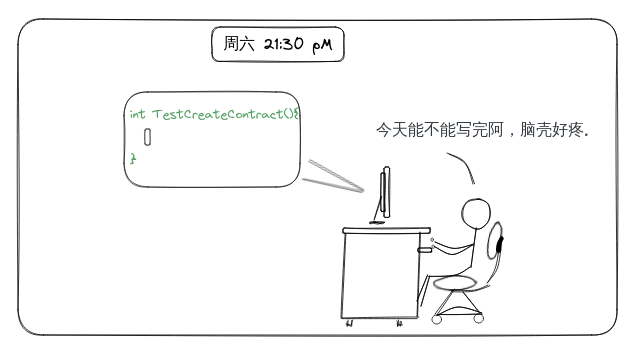 周六 21:30 pM
int TestCreateContract(){
}
今天能不能写完阿，脑壳好疼.